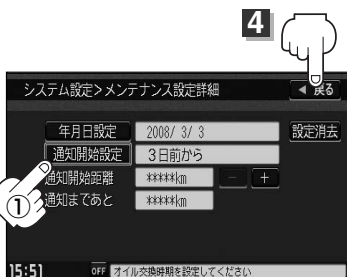 4
システム設定>メンテナンス設定詳細 ◀ 戻る
年月日設定 2008/ 3/ 3 設定消去
通知開始設定 3日前から
通知開始距離 *****km − +
通知まであと *****km
①
15:51 OFF オイル交換時期を設定してください